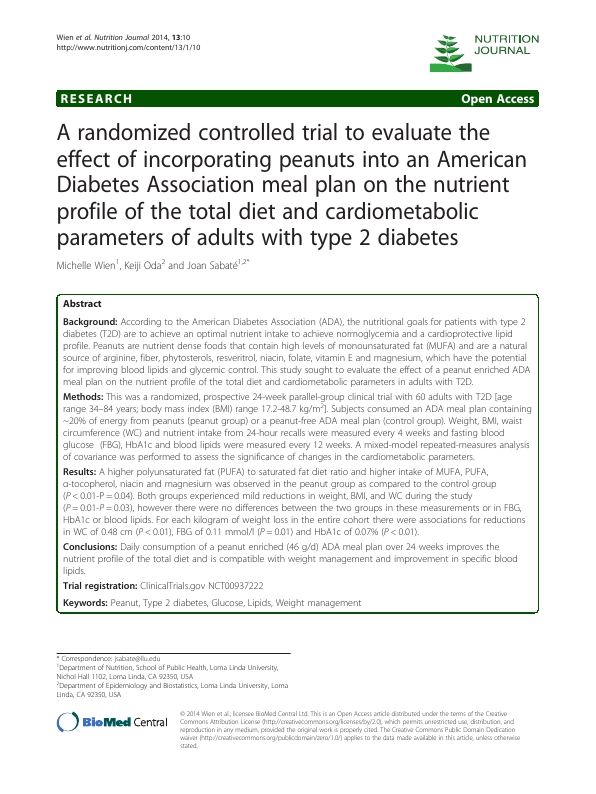 Wien et al. Nutrition Journal 2014, 13:10
http://www.nutritionj.com/content/13/1/10
NUTRITION
JOURNAL
RESEARCH
Open Access
A randomized controlled trial to evaluate the
effect of incorporating peanuts into an American
Diabetes Association meal plan on the nutrient
profile of the total diet and cardiometabolic
parameters of adults with type 2 diabetes
Michelle Wien1, Keiji Oda2 and Joan Sabaté1,2*
Abstract
Background: According to the American Diabetes Association (ADA), the nutritional goals for patients with type 2
diabetes (T2D) are to achieve an optimal nutrient intake to achieve normoglycemia and a cardioprotective lipid
profile. Peanuts are nutrient dense foods that contain high levels of monounsaturated fat (MUFA) and are a natural
source of arginine, fiber, phytosterols, resveritrol, niacin, folate, vitamin E and magnesium, which have the potential
for improving blood lipids and glycemic control. This study sought to evaluate the effect of a peanut enriched ADA
meal plan on the nutrient profile of the total diet and cardiometabolic parameters in adults with T2D.
Methods: This was a randomized, prospective 24-week parallel-group clinical trial with 60 adults with T2D [age
range 34–84 years; body mass index (BMI) range 17.2-48.7 kg/m2]. Subjects consumed an ADA meal plan containing
~20% of energy from peanuts (peanut group) or a peanut-free ADA meal plan (control group). Weight, BMI, waist
circumference (WC) and nutrient intake from 24-hour recalls were measured every 4 weeks and fasting blood
glucose (FBG), HbA1c and blood lipids were measured every 12 weeks. A mixed-model repeated-measures analysis
of covariance was performed to assess the significance of changes in the cardiometabolic parameters.
Results: A higher polyunsaturated fat (PUFA) to saturated fat diet ratio and higher intake of MUFA, PUFA,
α-tocopherol, niacin and magnesium was observed in the peanut group as compared to the control group
(P < 0.01-P = 0.04). Both groups experienced mild reductions in weight, BMI, and WC during the study
(P = 0.01-P = 0.03), however there were no differences between the two groups in these measurements or in FBG,
HbA1c or blood lipids. For each kilogram of weight loss in the entire cohort there were associations for reductions
in WC of 0.48 cm (P < 0.01), FBG of 0.11 mmol/l (P = 0.01) and HbA1c of 0.07% (P < 0.01).
Conclusions: Daily consumption of a peanut enriched (46 g/d) ADA meal plan over 24 weeks improves the
nutrient profile of the total diet and is compatible with weight management and improvement in specific blood
lipids.
Trial registration: ClinicalTrials.gov NCT00937222
Keywords: Peanut, Type 2 diabetes, Glucose, Lipids, Weight management
* Correspondence: jsabate@llu.edu
1Department of Nutrition, School of Public Health, Loma Linda University,
Nichol Hall 1102, Loma Linda, CA 92350, USA
2Department of Epidemiology and Biostatistics, Loma Linda University, Loma
Linda, CA 92350, USA
BioMed Central
© 2014 Wien et al.; licensee BioMed Central Ltd. This is an Open Access article distributed under the terms of the Creative
Commons Attribution License (http://creativecommons.org/licenses/by/2.0), which permits unrestricted use, distribution, and
reproduction in any medium, provided the original work is properly cited. The Creative Commons Public Domain Dedication
waiver (http://creativecommons.org/publicdomain/zero/1.0/) applies to the data made available in this article, unless otherwise
stated.